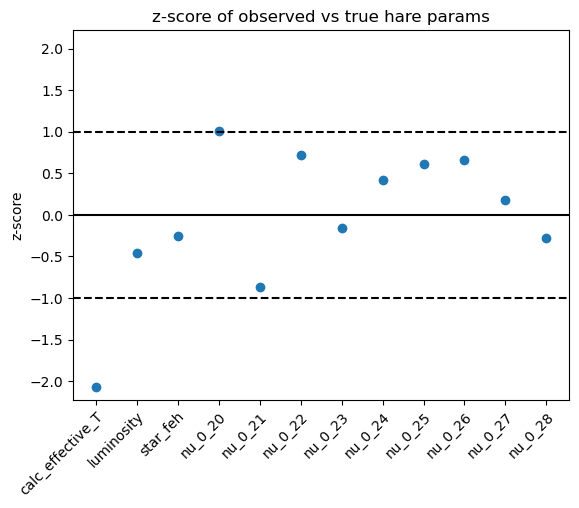 z-score of observed vs true hare params
z-score
2.0
1.5
1.0
0.5
0.0
−0.5
−1.0
−1.5
−2.0
calc_effective_T
luminosity
star_feh
nu_0_20
nu_0_21
nu_0_22
nu_0_23
nu_0_24
nu_0_25
nu_0_26
nu_0_27
nu_0_28